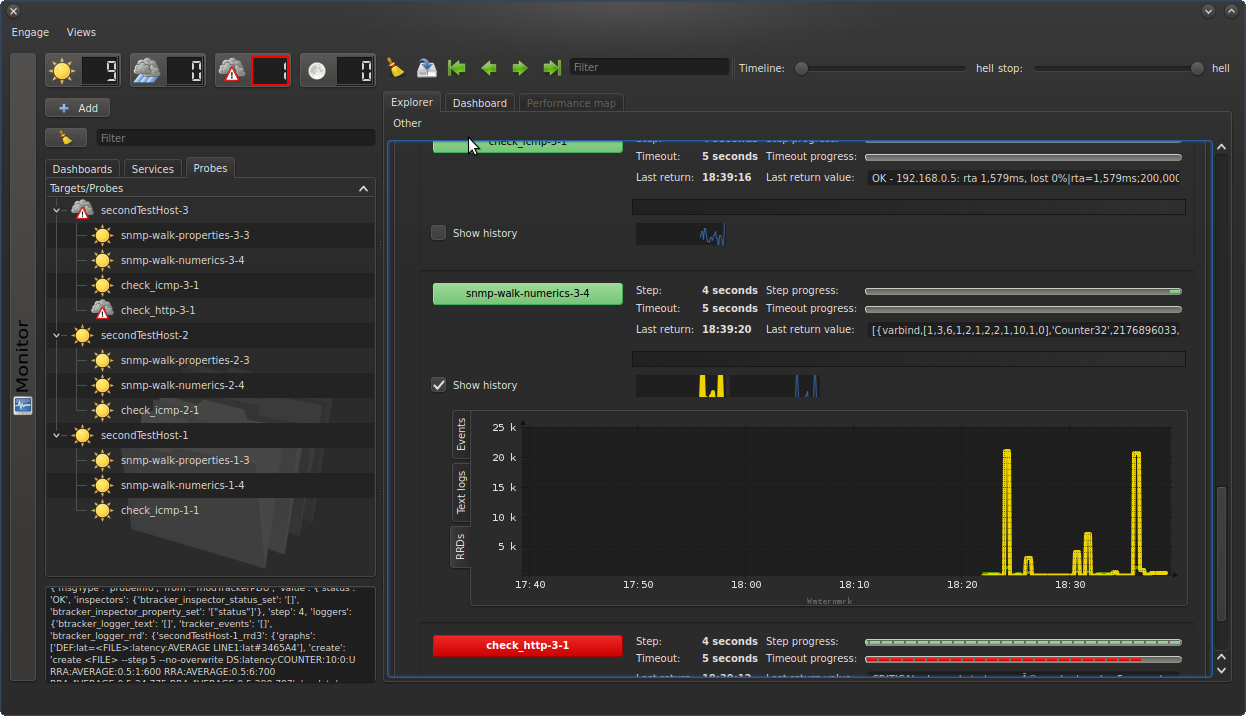 Engage Views
9 0 1 0
Filter
Timeline: hell stop: hell
Add
Filter
Dashboards Services Probes
Targets/Probes
secondTestHost-3
snmp-walk-properties-3-3
snmp-walk-numerics-3-4
check_icmp-3-1
check_http-3-1
secondTestHost-2
snmp-walk-properties-2-3
snmp-walk-numerics-2-4
check_icmp-2-1
secondTestHost-1
snmp-walk-properties-1-3
snmp-walk-numerics-1-4
check_icmp-1-1
Monitor
'OK', 'inspectors': {'btracker_inspector_status_set': '[]',
'btracker_inspector_property_set': '["status"]'}, 'step': 4, 'loggers':
{'btracker_logger_text': '[]', 'tracker_events': '[]',
'btracker_logger_rrd': {'secondTestHost-1_rrd3': {'graphs':
['DEF:lat=<FILE>:latency:AVERAGE LINE1:lat#3465A4'], 'create':
'create <FILE> --step 5 --no-overwrite DS:latency:COUNTER:10:0:U
RRA:AVERAGE:0.5:1:600 RRA:AVERAGE:0.5:6:700
Explorer Dashboard Performance map
Other
check_icmp-3-1
Timeout: 5 seconds Timeout progress:
Last return: 18:39:16 Last return value: OK - 192.168.0.5: rta 1,579ms, lost 0%|rta=1,579ms;200,000
Show history
snmp-walk-numerics-3-4
Step: 4 seconds Step progress:
Timeout: 5 seconds Timeout progress:
Last return: 18:39:20 Last return value: [{varbind,[1,3,6,1,2,1,2,2,1,10,1,0],'Counter32',2176896033,
Show history
Events
Text logs
RRDs
25 k
20 k
15 k
10 k
5 k
17:40 17:50 18:00 18:10 18:20 18:30
Watermark
check_http-3-1
Step: 4 seconds Step progress:
Timeout: 5 seconds Timeout progress: